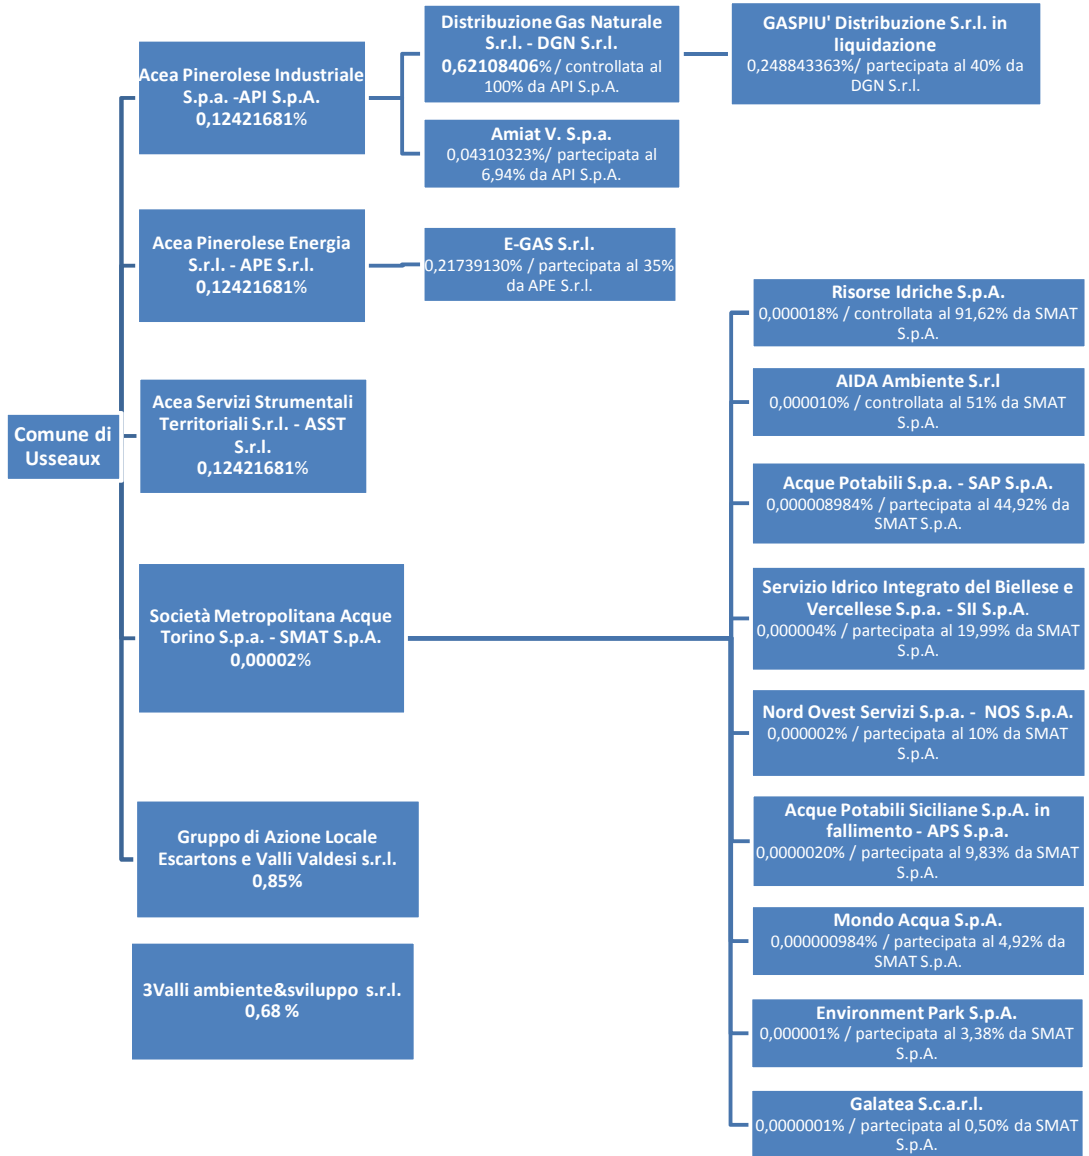 Comune di
Usseaux
Acea Pinerolese Industriale
S.p.a. -API S.p.A.
0,12421681%
Distribuzione Gas Naturale
S.r.l. - DGN S.r.l.
0,62108406%/ controllata al
100% da API S.p.A.
GASPIU' Distribuzione S.r.l. in
liquidazione
0,248843363%/ partecipata al 40% da
DGN S.r.l.
Amiat V. S.p.a.
0,04310323%/ partecipata al
6,94% da API S.p.A.
Acea Pinerolese Energia
S.r.l. - APE S.r.l.
0,12421681%
E-GAS S.r.l.
0,21739130% / partecipata al 35%
da APE S.r.l.
Acea Servizi Strumentali
Territoriali S.r.l. - ASST
S.r.l.
0,12421681%
Società Metropolitana Acque
Torino S.p.a. - SMAT S.p.A.
0,00002%
Risorse Idriche S.p.A.
0,000018% / controllata al 91,62% da SMAT
S.p.A.
AIDA Ambiente S.r.l
0,000010% / controllata al 51% da SMAT
S.p.A.
Acque Potabili S.p.a. - SAP S.p.A.
0,000008984% / partecipata al 44,92% da
SMAT S.p.A.
Servizio Idrico Integrato del Biellese e
Vercellese S.p.a. - SII S.p.A.
0,000004% / partecipata al 19,99% da SMAT
S.p.A.
Nord Ovest Servizi S.p.a. - NOS S.p.A.
0,000002% / partecipata al 10% da SMAT
S.p.A.
Acque Potabili Siciliane S.p.A. in
fallimento - APS S.p.a.
0,0000020% / partecipata al 9,83% da SMAT
S.p.A.
Mondo Acqua S.p.A.
0,000000984% / partecipata al 4,92% da
SMAT S.p.A.
Environment Park S.p.A.
0,000001% / partecipata al 3,38% da SMAT
S.p.A.
Galatea S.c.a.r.l.
0,0000001% / partecipata al 0,50% da SMAT
S.p.A.
Gruppo di Azione Locale
Escartons e Valli Valdesi s.r.l.
0,85%
3Valli ambiente&sviluppo s.r.l.
0,68 %